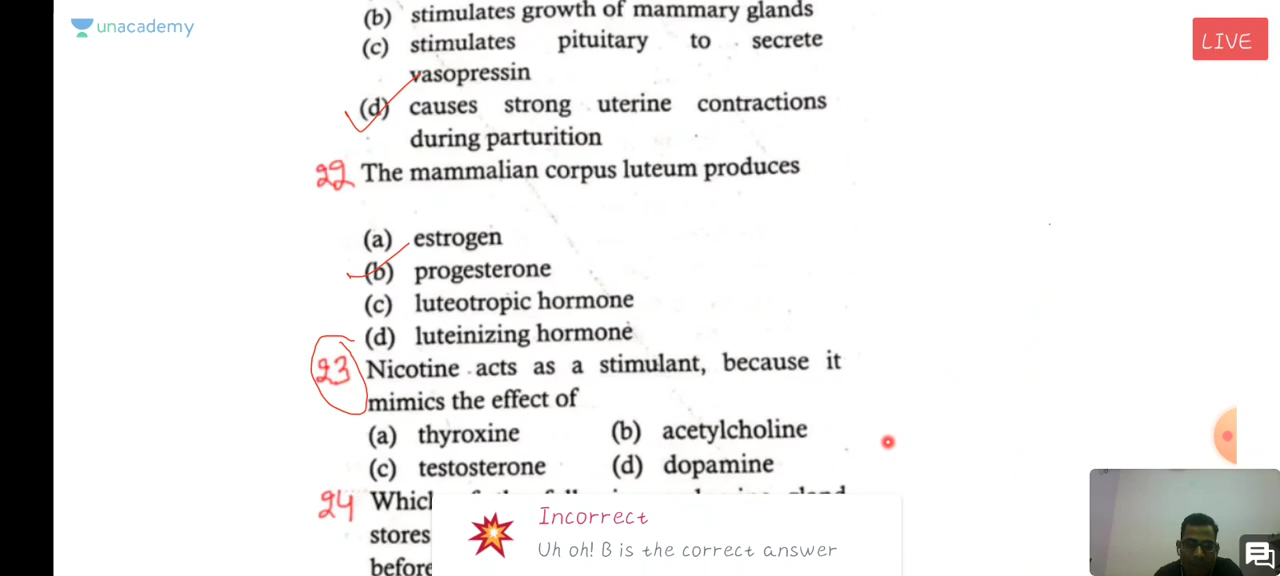 unacademy
LIVE
(b) stimulates growth of mammary glands
(c) stimulates pituitary to secrete
vasopressin
(d) causes strong uterine contractions
during parturition
22 The mammalian corpus luteum produces
(a) estrogen
(b) progesterone
(c) luteotropic hormone
(d) luteinizing hormone
23 Nicotine acts as a stimulant, because it
mimics the effect of
(a) thyroxine (b) acetylcholine
(c) testosterone (d) dopamine
24
stores
Incorrect
Uh oh! B is the correct answer